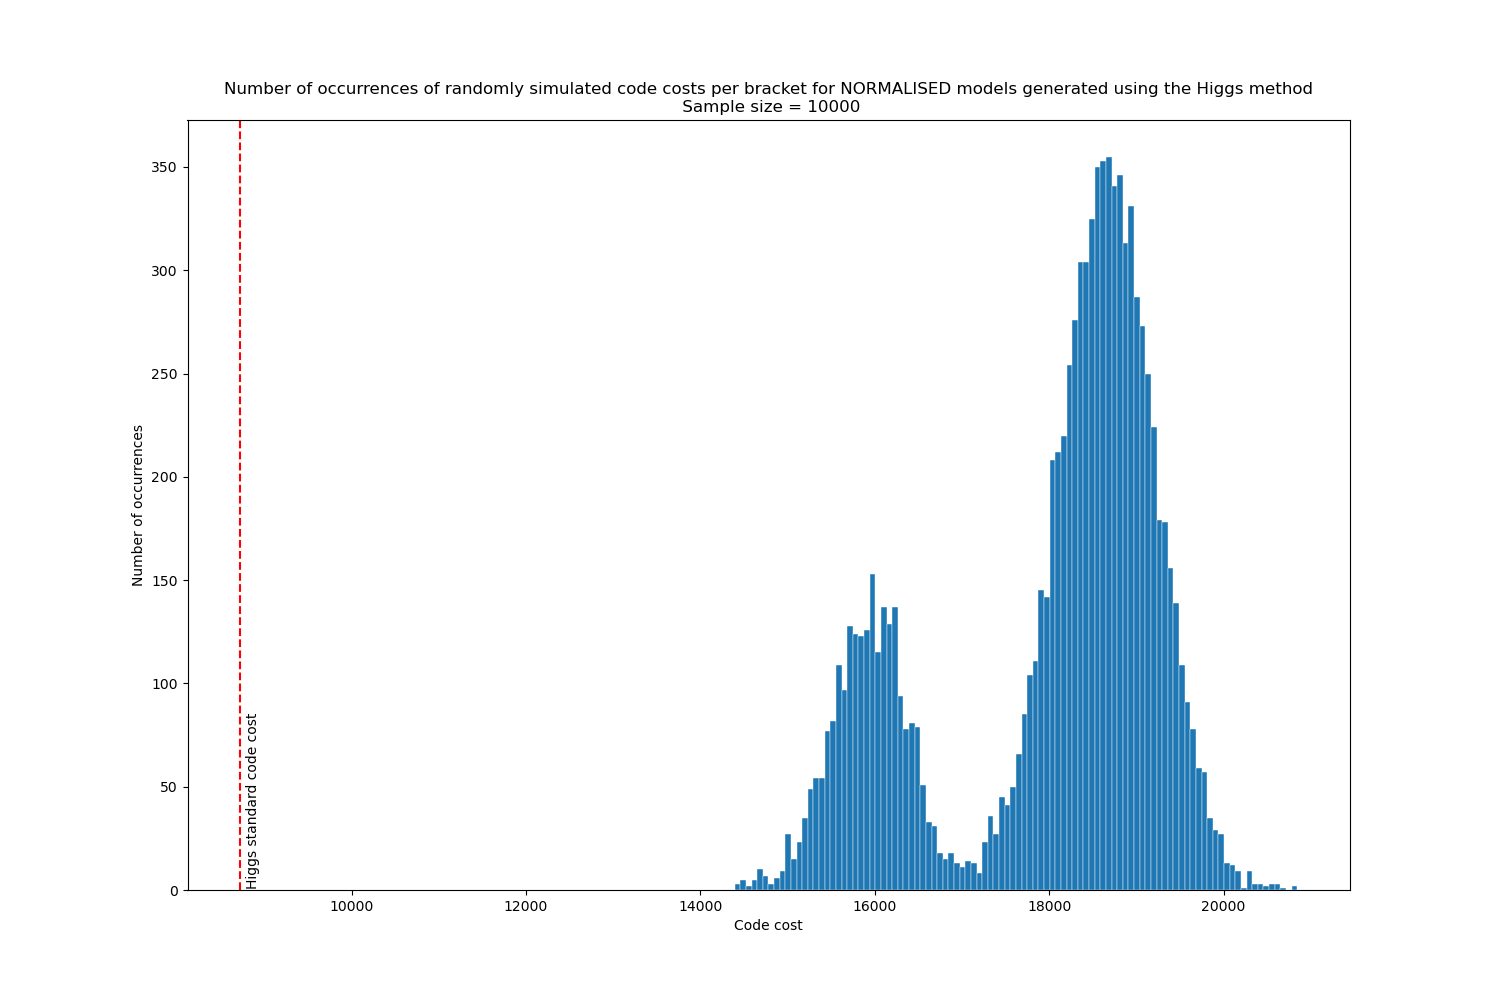 Number of occurrences of randomly simulated code costs per bracket for NORMALISED models generated using the Higgs method
Sample size = 10000
350
300
250
200
150
100
50
0
Number of occurrences
Higgs standard code cost
10000
12000
14000
16000
18000
20000
Code cost